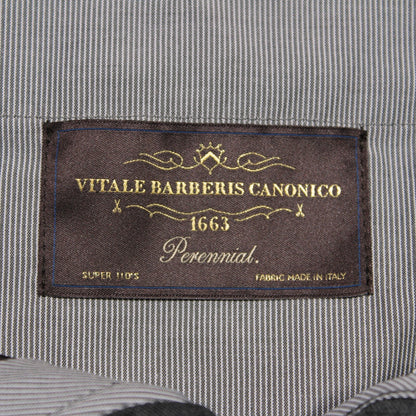 VITALE BARBERIS CANONICO
1663
Perennial.
SUPER 110'S FABRIC MADE IN ITALY